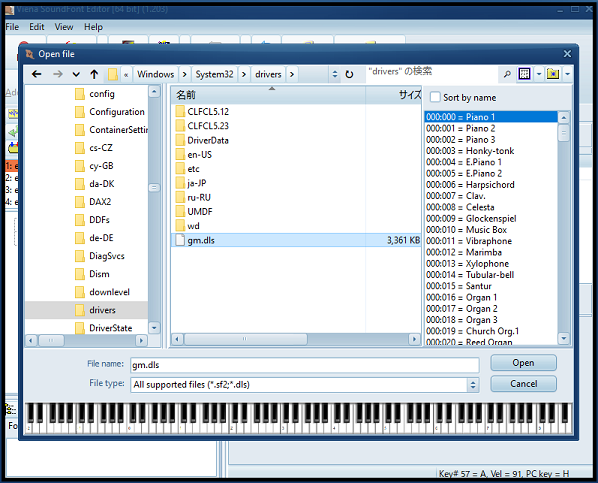 Viena SoundFont Editor [64 bit] (1.203)
File Edit View
Open file
« Windows System32 drivers
"drivers" の検索
名前 サイズ
Sort by name
config
Configuration
ContainerSettin
cs-CZ
cy-GB
da-DK
DAX2
DDFs
de-DE
DiagSvcs
Dism
downlevel
drivers
DriverState
CLFCL5.12
CLFCL5.23
DriverData
en-US
etc
ja-JP
ru-RU
UMDF
wd
gm.dls 3,361 KB
000:000 = Piano 1
000:001 = Piano 2
000:002 = Piano 3
000:003 = Honky-tonk
000:004 = E.Piano 1
000:005 = E.Piano 2
000:006 = Harpsichord
000:007 = Clav.
000:008 = Celesta
000:009 = Glockenspiel
000:010 = Music Box
000:011 = Vibraphone
000:012 = Marimba
000:013 = Xylophone
000:014 = Tubular-bell
000:015 = Santur
000:016 = Organ 1
000:017 = Organ 2
000:018 = Organ 3
000:019 = Church Org.1
000:020 = Reed Organ
File name: gm.dls
Open
File type: All supported files (*.sf2;*.dls)
Cancel
Key# 57 = A, Vel = 91, PC key = H